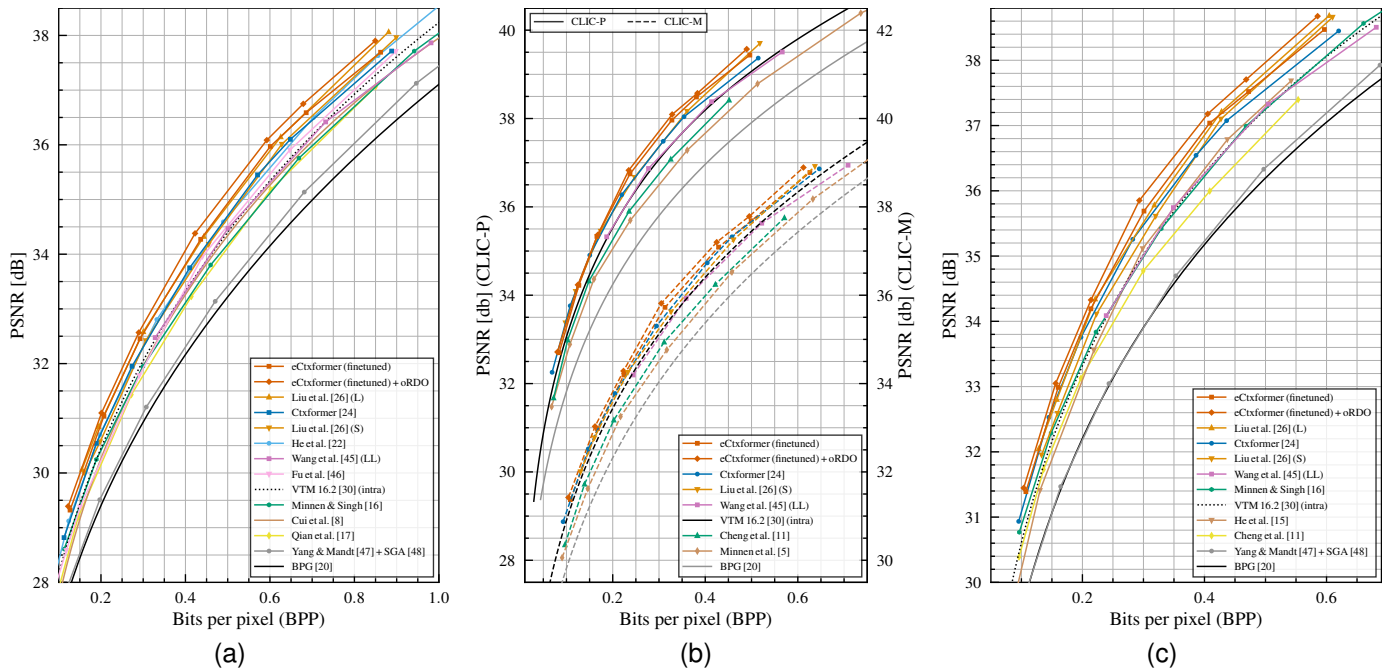 38
36
34
32
30
28
PSNR [dB]
0.2
0.4
0.6
0.8
1.0
Bits per pixel (BPP)
eCtxformer (finetuned)
eCtxformer (finetuned) + oRDO
Liu et al. [26] (L)
Ctxformer [24]
Liu et al. [26] (S)
He et al. [22]
Wang et al. [45] (LL)
Fu et al. [46]
VTM 16.2 [30] (intra)
Minnen & Singh [16]
Cui et al. [8]
Qian et al. [17]
Yang & Mandt [47] + SGA [48]
BPG [20]
(a)
CLIC-P
CLIC-M
40
38
36
34
32
30
28
PSNR [db] (CLIC-P)
42
40
38
36
34
32
30
PSNR [db] (CLIC-M)
0.2
0.4
0.6
Bits per pixel (BPP)
eCtxformer (finetuned)
eCtxformer (finetuned) + oRDO
Ctxformer [24]
Liu et al. [26] (S)
Wang et al. [45] (LL)
VTM 16.2 [30] (intra)
Cheng et al. [11]
Minnen et al. [5]
BPG [20]
(b)
38
37
36
35
34
33
32
31
30
PSNR [dB]
0.2
0.4
0.6
Bits per pixel (BPP)
eCtxformer (finetuned)
eCtxformer (finetuned) + oRDO
Liu et al. [26] (L)
Ctxformer [24]
Liu et al. [26] (S)
Wang et al. [45] (LL)
Minnen & Singh [16]
VTM 16.2 [30] (intra)
He et al. [15]
Cheng et al. [11]
Yang & Mandt [47] + SGA [48]
BPG [20]
(c)